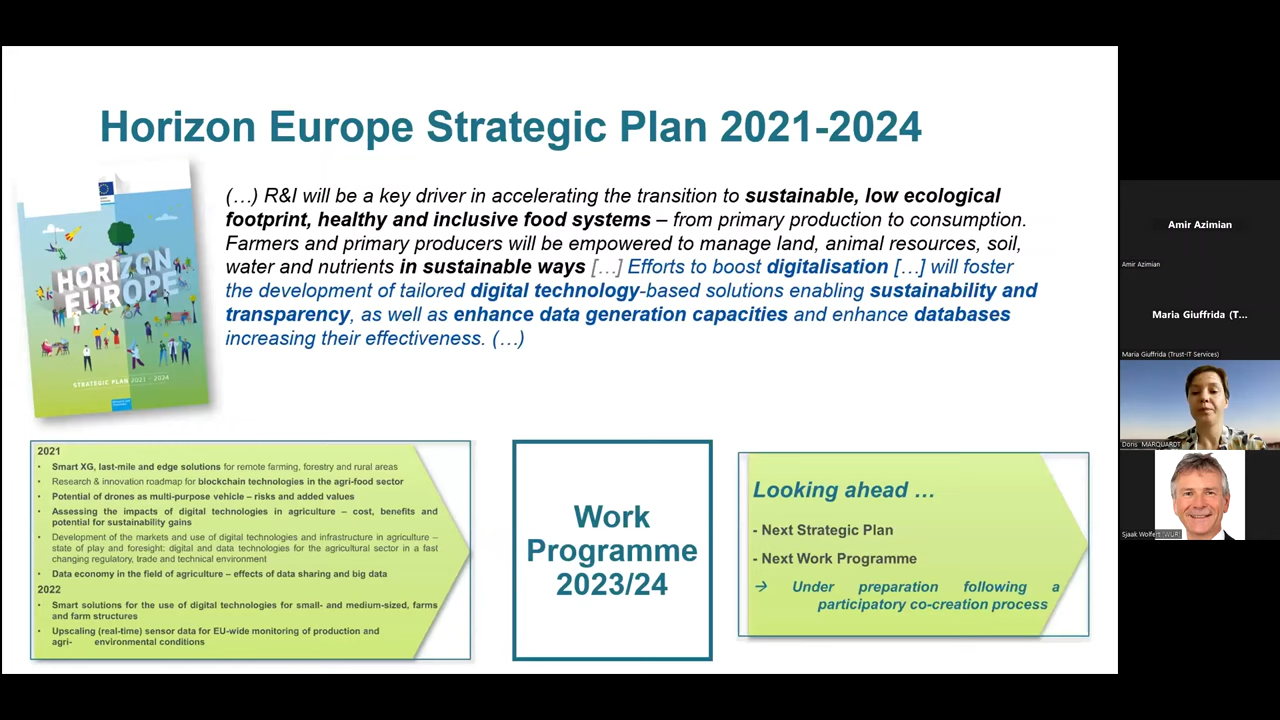 Horizon Europe Strategic Plan 2021-2024
HORIZON
EUROPE
STRATEGIC PLAN 2021 - 2024
(…) R&I will be a key driver in accelerating the transition to sustainable, low ecological
footprint, healthy and inclusive food systems – from primary production to consumption.
Farmers and primary producers will be empowered to manage land, animal resources, soil,
water and nutrients in sustainable ways […] Efforts to boost digitalisation […] will foster
the development of tailored digital technology-based solutions enabling sustainability and
transparency, as well as enhance data generation capacities and enhance databases
increasing their effectiveness. (…)
2021
• Smart XG, last-mile and edge solutions for remote farming, forestry and rural areas
• Research & innovation roadmap for blockchain technologies in the agri-food sector
• Potential of drones as multi-purpose vehicle – risks and added values
• Assessing the impacts of digital technologies in agriculture – cost, benefits and
potential for sustainability gains
• Development of the markets and use of digital technologies and infrastructure in agriculture –
state of play and foresight: digital and data technologies for the agricultural sector in a fast
changing regulatory, trade and technical environment
• Data economy in the field of agriculture – effects of data sharing and big data
2022
• Smart solutions for the use of digital technologies for small- and medium-sized, farms
and farm structures
• Upscaling (real-time) sensor data for EU-wide monitoring of production and
agri- environmental conditions
Work
Programme
2023/24
Looking ahead …
- Next Strategic Plan
- Next Work Programme
→ Under preparation following a
participatory co-creation process
Amir Azimian
Amir Azimian
Maria Giuffrida (T...
Maria Giuffrida (Trust-IT Services)
Doris MARQUARDT
Sjaak Wolfert (WUR)